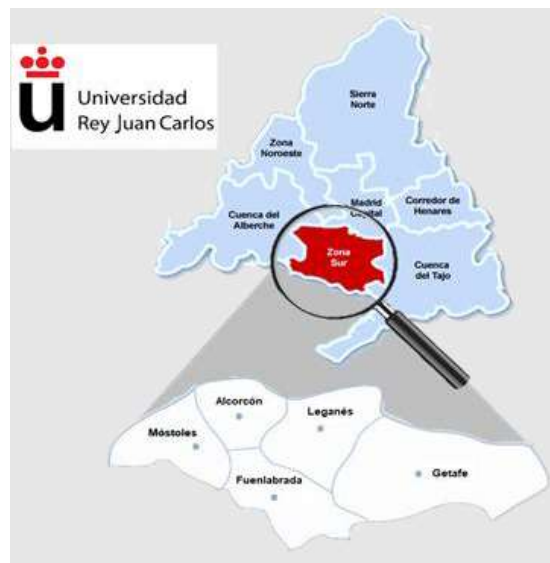 Universidad
Rey Juan Carlos
Sierra
Norte
Zona
Noroeste
Madrid
Capital
Corredor de
Henares
Cuenca del
Alberche
Zona
Sur
Cuenca
del Tajo
Alcorcón
Leganés
Móstoles
Getafe
Fuenlabrada